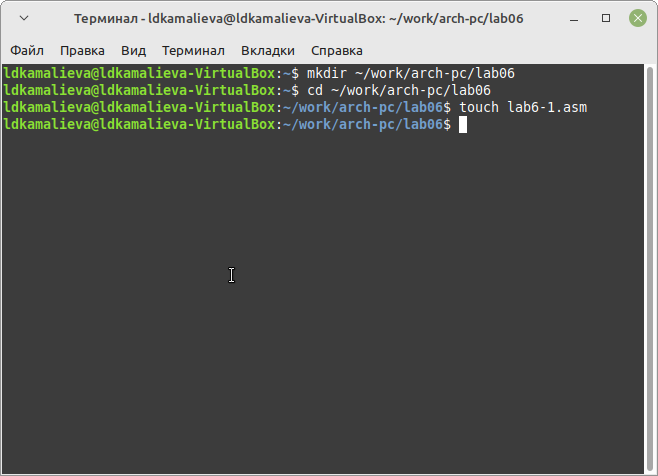 Терминал - ldkamalieva@ldkamalieva-VirtualBox: ~/work/arch-pc/lab06
Файл Правка Вид Терминал Вкладки Справка
ldkamalieva@ldkamalieva-VirtualBox:~$ mkdir ~/work/arch-pc/lab06
ldkamalieva@ldkamalieva-VirtualBox:~$ cd ~/work/arch-pc/lab06
ldkamalieva@ldkamalieva-VirtualBox:~/work/arch-pc/lab06$ touch lab6-1.asm
ldkamalieva@ldkamalieva-VirtualBox:~/work/arch-pc/lab06$